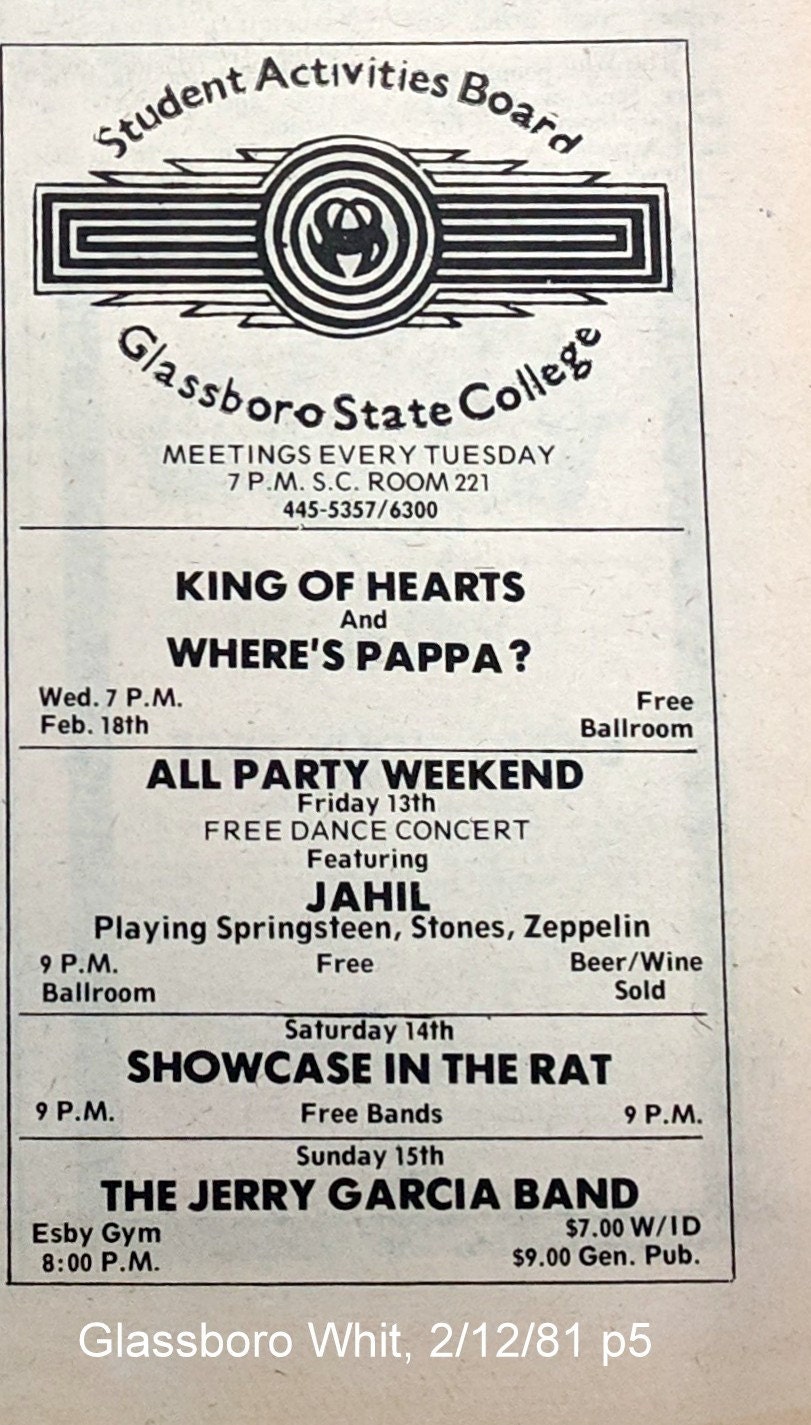 Student Activities Board
SAB
Glassboro State College
MEETINGS EVERY TUESDAY
7 P.M. S.C. ROOM 221
445-5357/6300
KING OF HEARTS
And
WHERE'S PAPPA?
Wed. 7 P.M. Free
Feb. 18th Ballroom
ALL PARTY WEEKEND
Friday 13th
FREE DANCE CONCERT
Featuring
JAHIL
Playing Springsteen, Stones, Zeppelin
9 P.M. Free Beer/Wine
Ballroom Sold
Saturday 14th
SHOWCASE IN THE RAT
9 P.M. Free Bands 9 P.M.
Sunday 15th
THE JERRY GARCIA BAND
Esby Gym $7.00 W/ID
8:00 P.M. $9.00 Gen. Pub.
Glassboro Whit, 2/12/81 p5